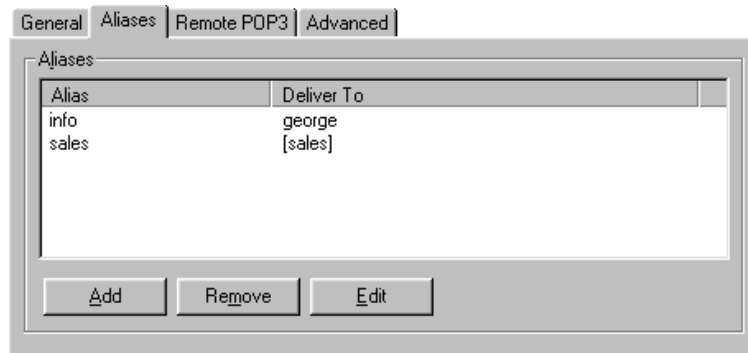 General Aliases Remote POP3 Advanced
Aliases
Alias Deliver To
info george
sales [sales]
Add Remove Edit